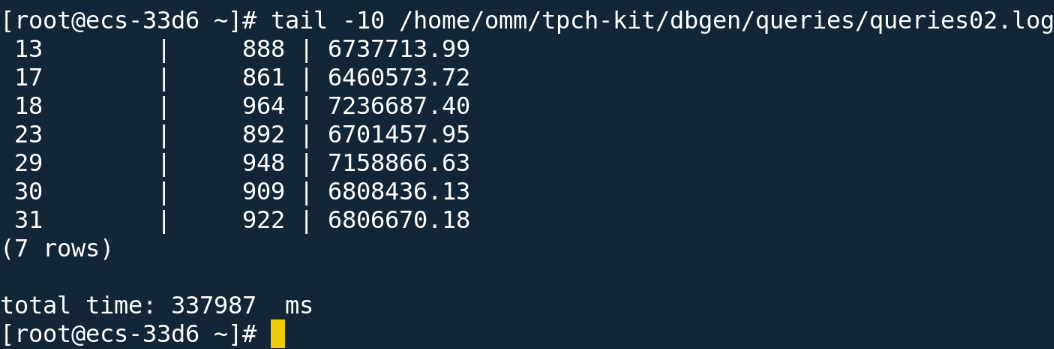 [root@ecs-33d6 ~]# tail -10 /home/omm/tpch-kit/dbgen/queries/queries02.log
 13        |     888 | 6737713.99
 17        |     861 | 6460573.72
 18        |     964 | 7236687.40
 23        |     892 | 6701457.95
 29        |     948 | 7158866.63
 30        |     909 | 6808436.13
 31        |     922 | 6806670.18
(7 rows)

total time: 337987  ms
[root@ecs-33d6 ~]#